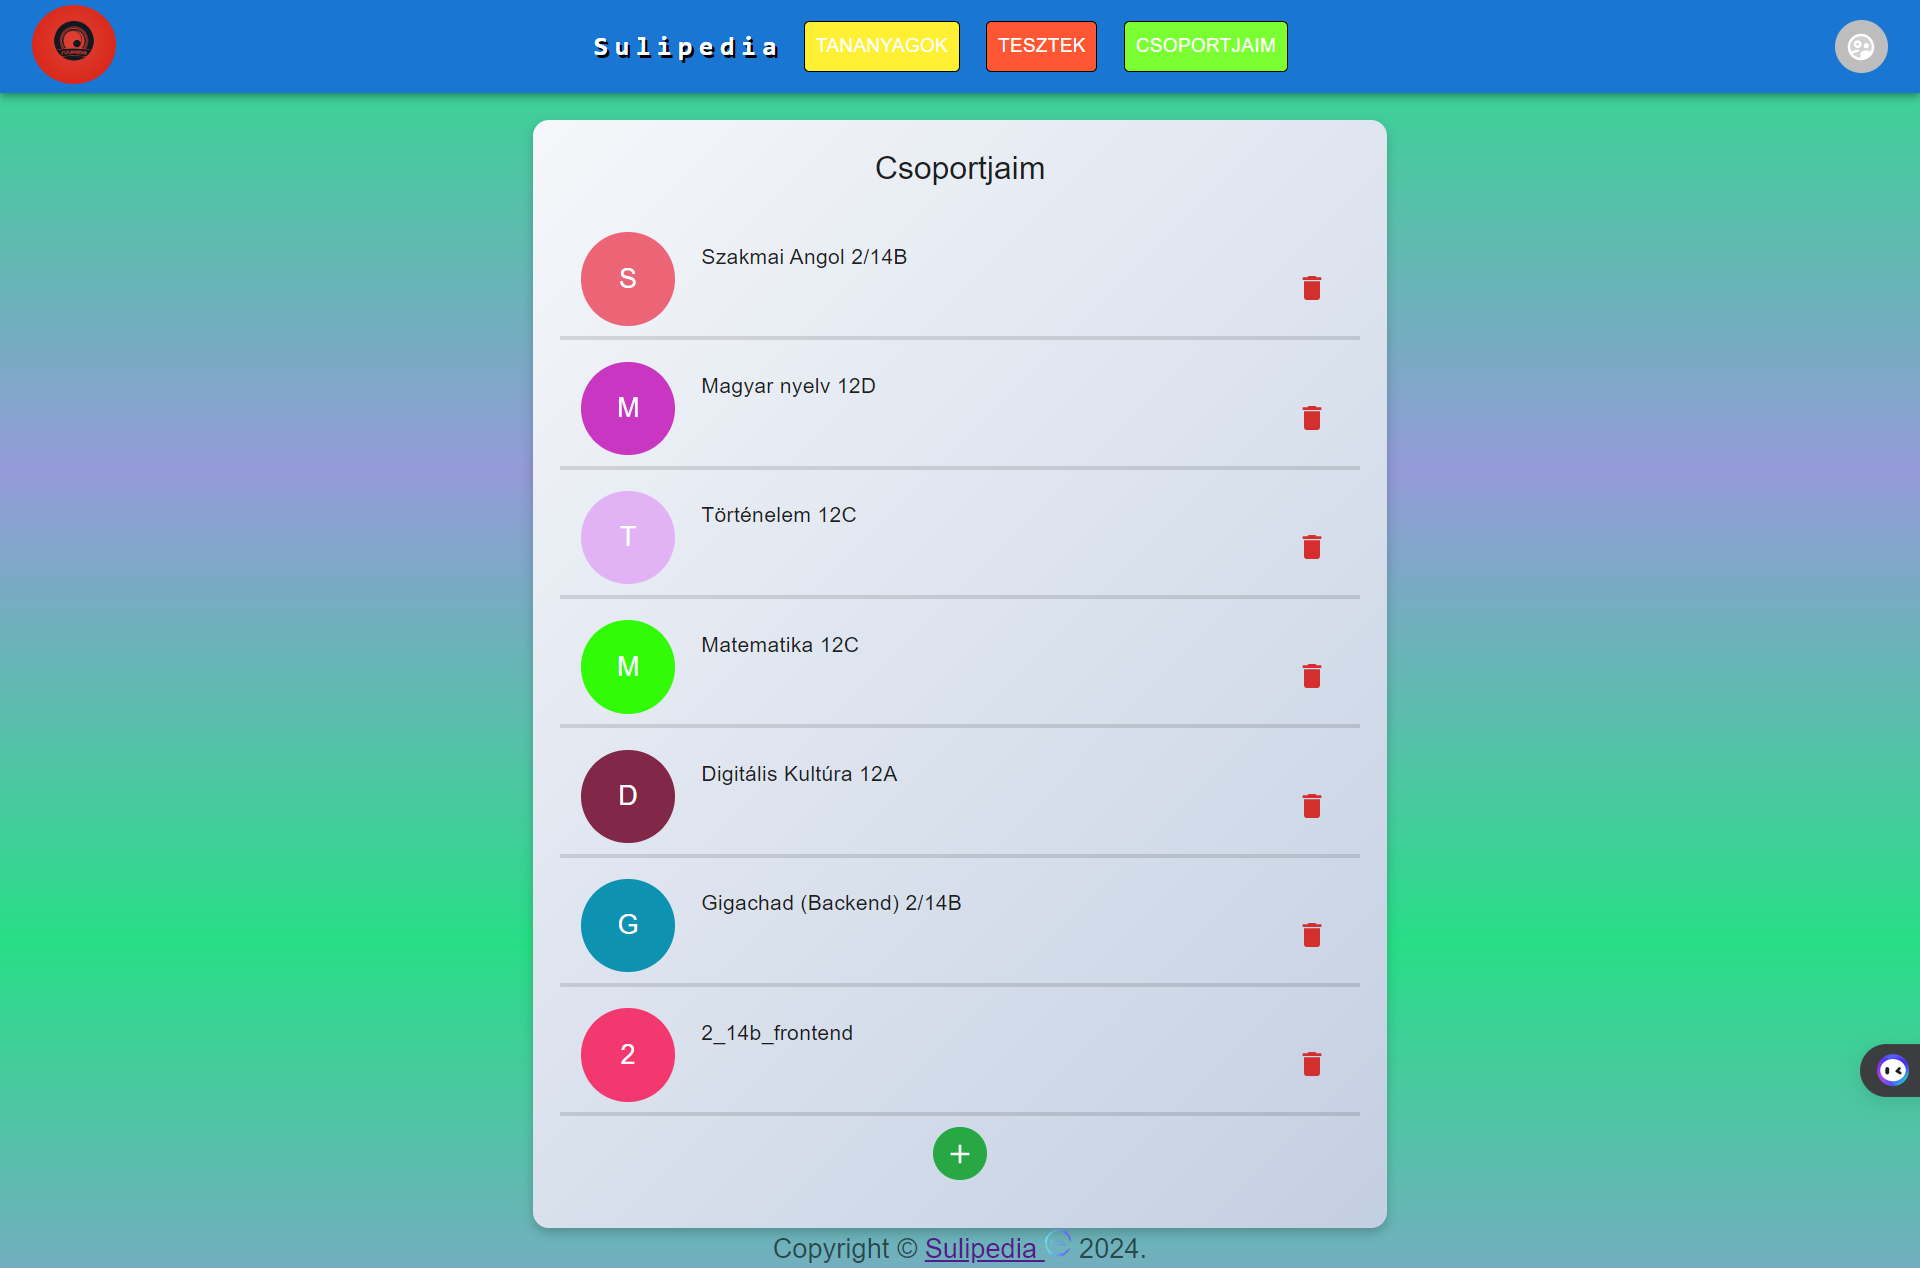 Sulipedia TANANYAGOK TESZTEK CSOPORTJAIM
Csoportjaim
S Szakmai Angol 2/14B
M Magyar nyelv 12D
T Történelem 12C
M Matematika 12C
D Digitális Kultúra 12A
G Gigachad (Backend) 2/14B
2 2_14b_frontend
Copyright © Sulipedia 2024.